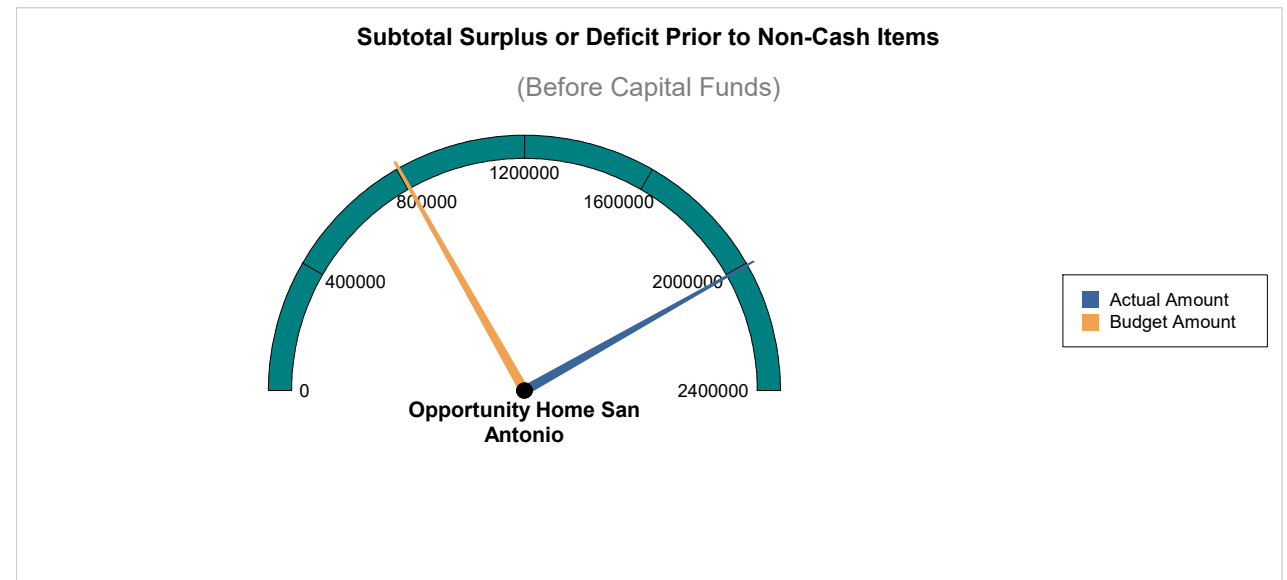 Subtotal Surplus or Deficit Prior to Non-Cash Items
(Before Capital Funds)
1200000
800000
1600000
400000
2000000
0
2400000
Opportunity Home San
Antonio
Actual Amount
Budget Amount